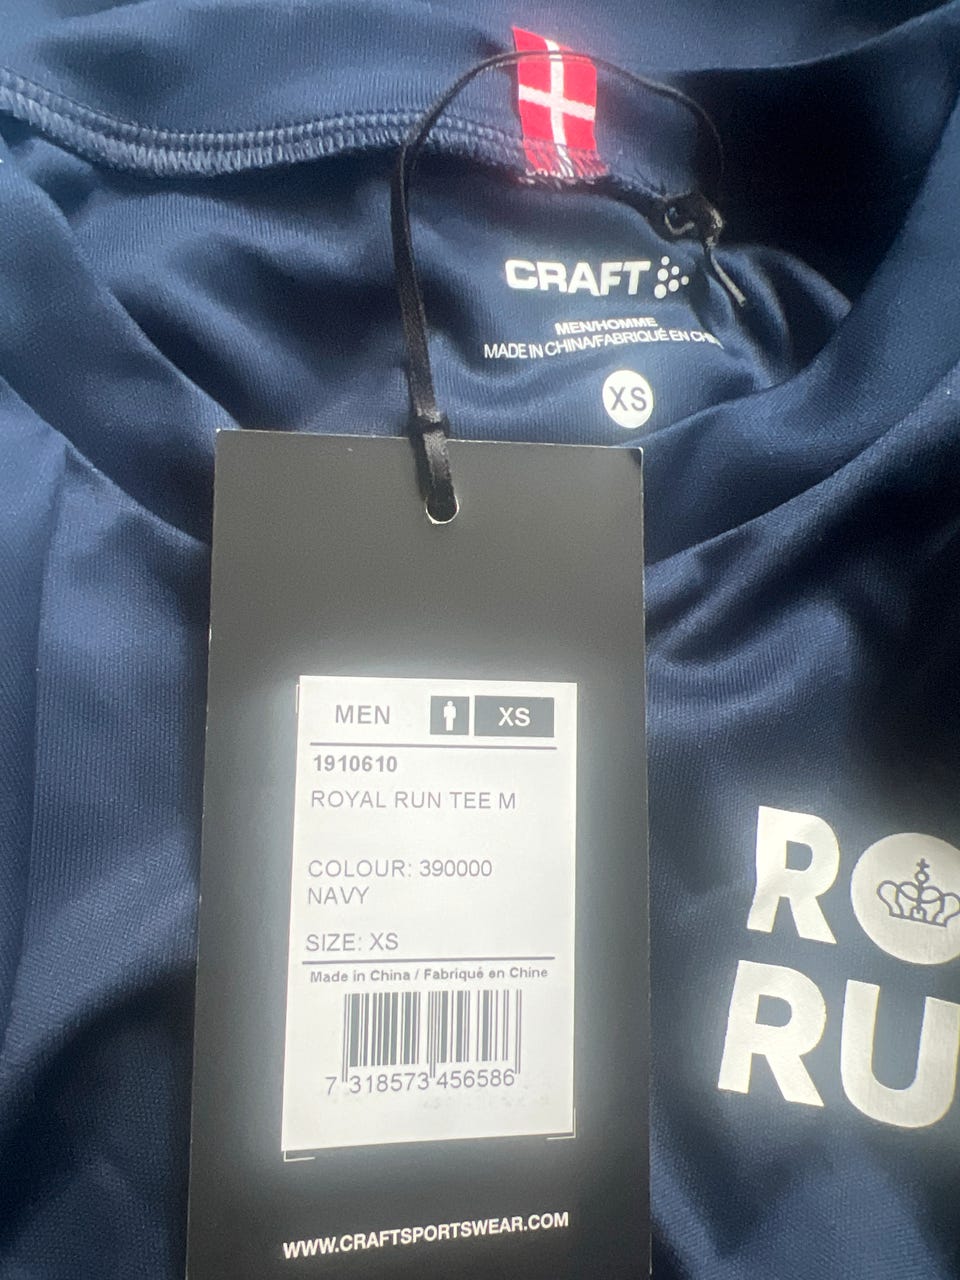 CRAFT
MEN/HOMME
MADE IN CHINA/FABRIQUÉ EN
XS
MEN XS
1910610
ROYAL RUN TEE M
COLOUR: 390000
NAVY
SIZE: XS
Made in China / Fabriqué en Chine
7 318573 456586
WWW.CRAFTSPORTSWEAR.COM
RO
RU